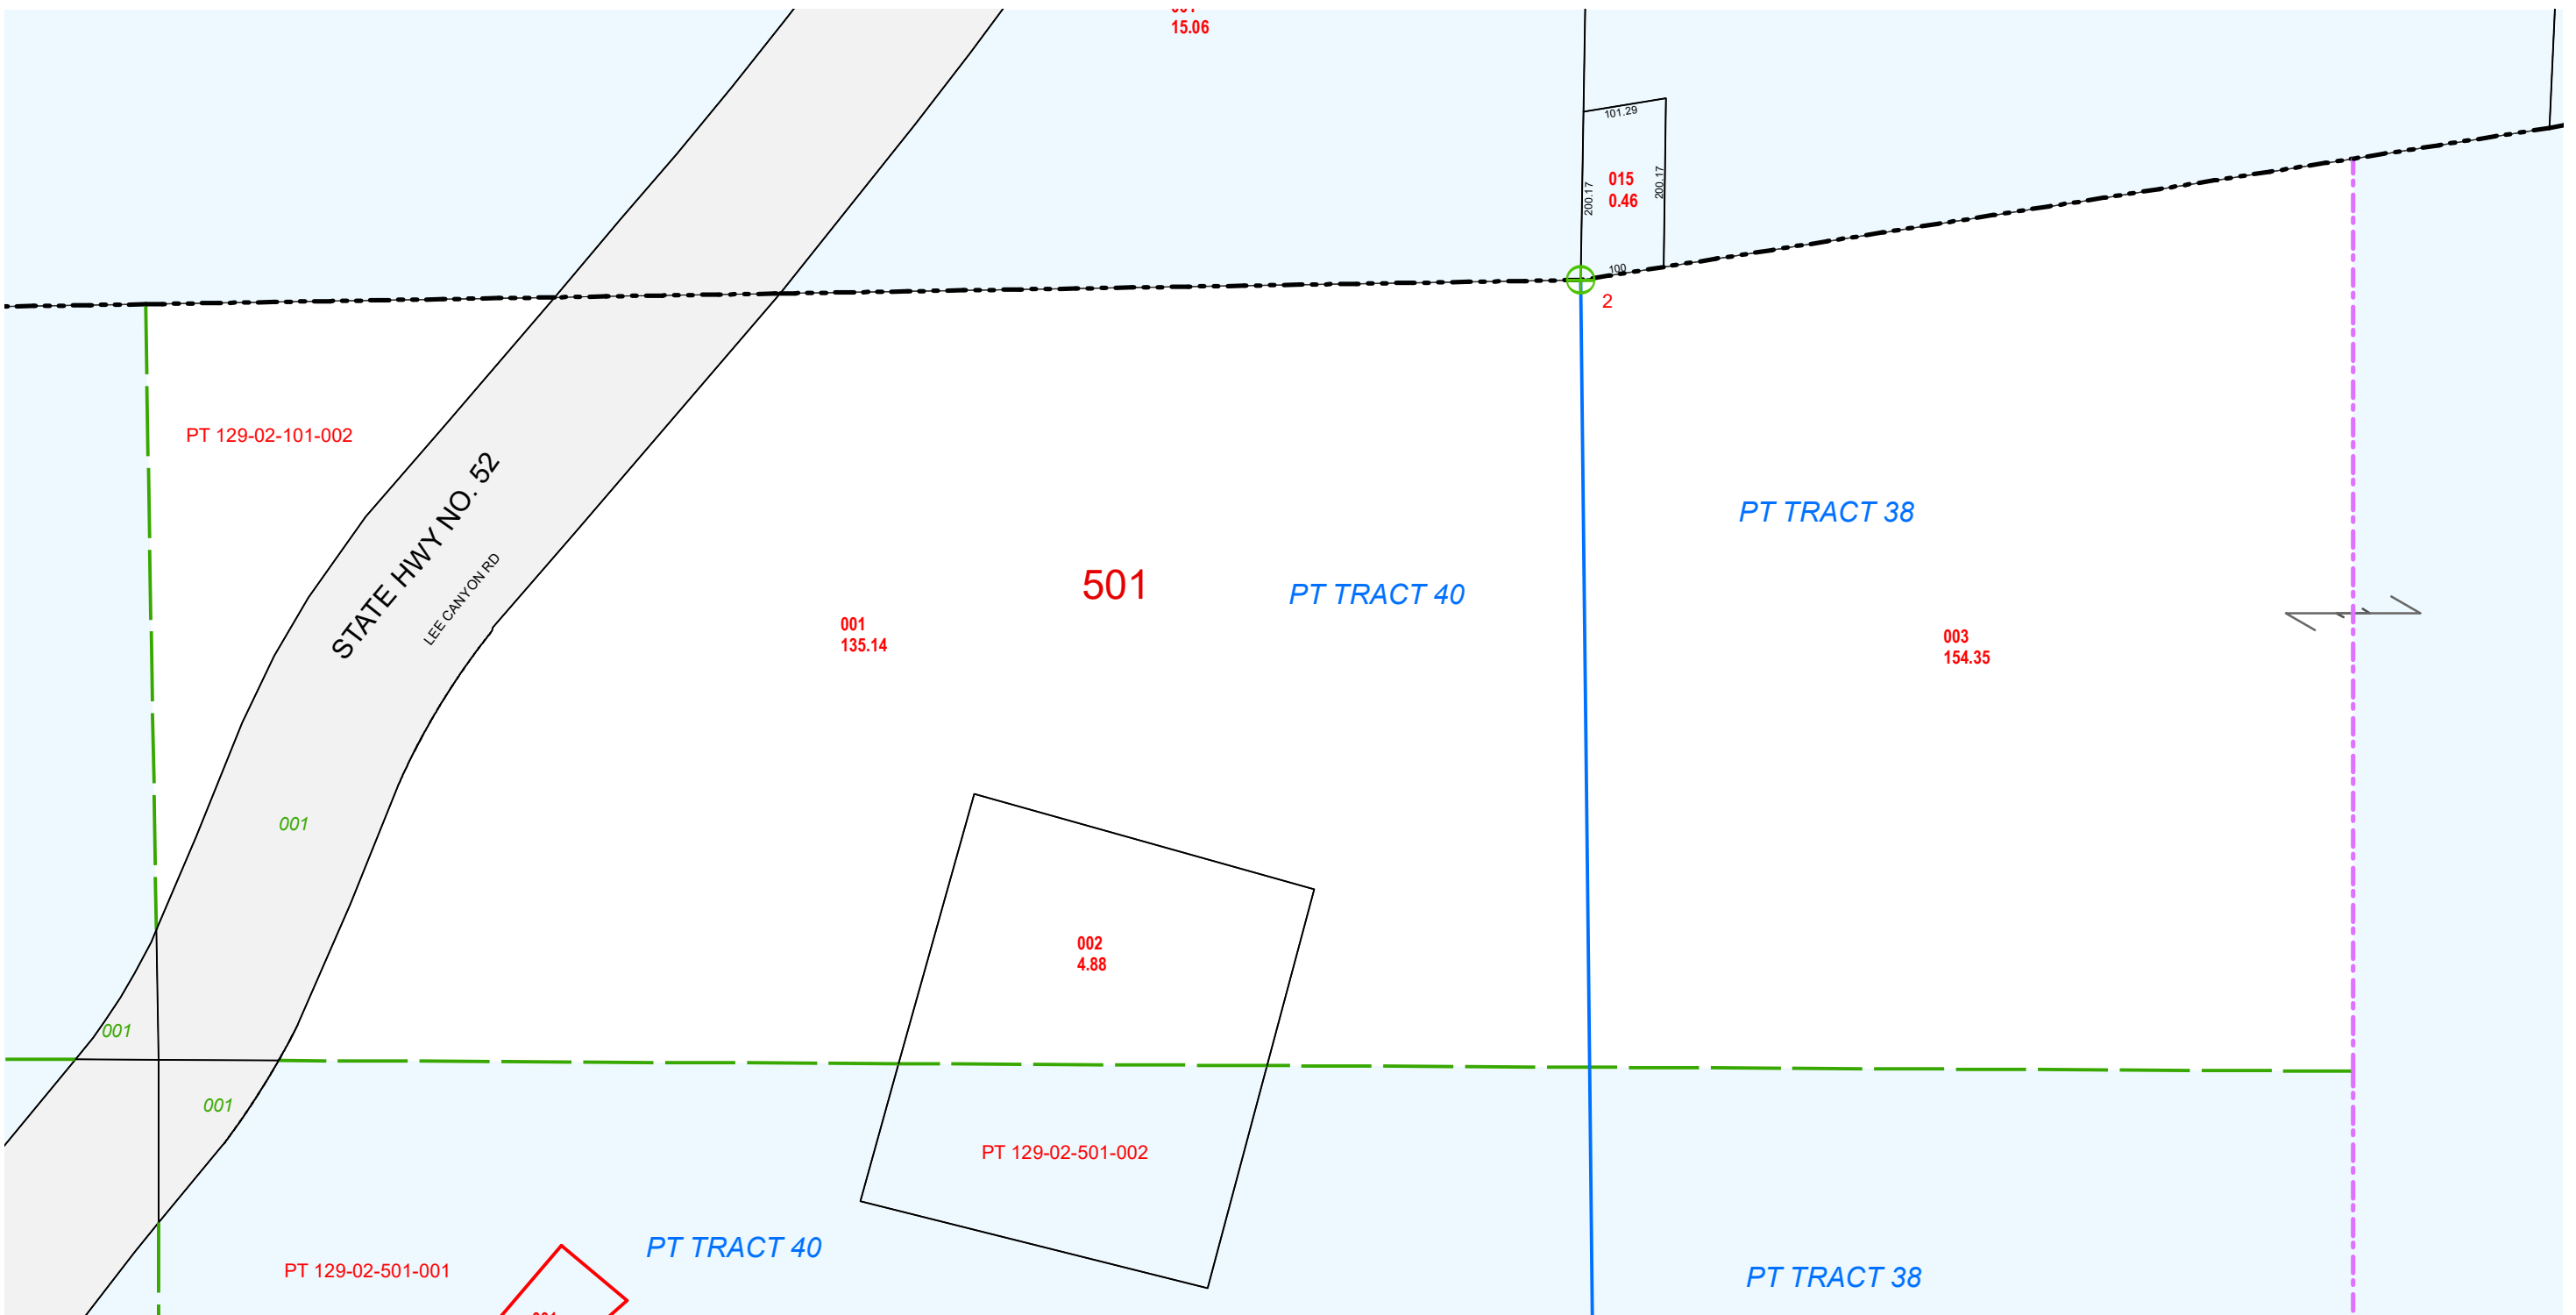 15.06
101.29
200.17
200.17
015
0.46
100
2
PT 129-02-101-002
STATE HWY NO. 52
LEE CANYON RD
PT TRACT 38
501
PT TRACT 40
001
135.14
003
154.35
001
002
4.88
001
001
PT 129-02-501-002
PT TRACT 40
PT 129-02-501-001
PT TRACT 38